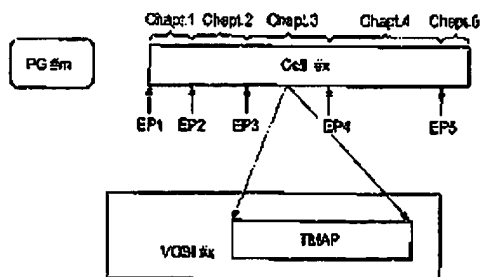 Chapt.1 Chapt.2 Chapt.3 Chapt.4 Chapt.5
PG #m
Cell #x
EP1 EP2 EP3 EP4 EP5
VOBI #x
TMAP